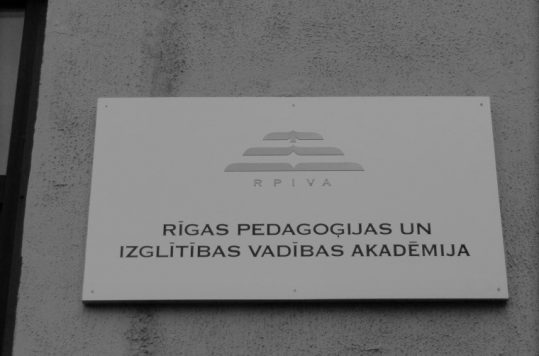 RPIVA
RĪGAS PEDAGOĢIJAS UN
IZGLĪTĪBAS VADĪBAS AKADĒMIJA